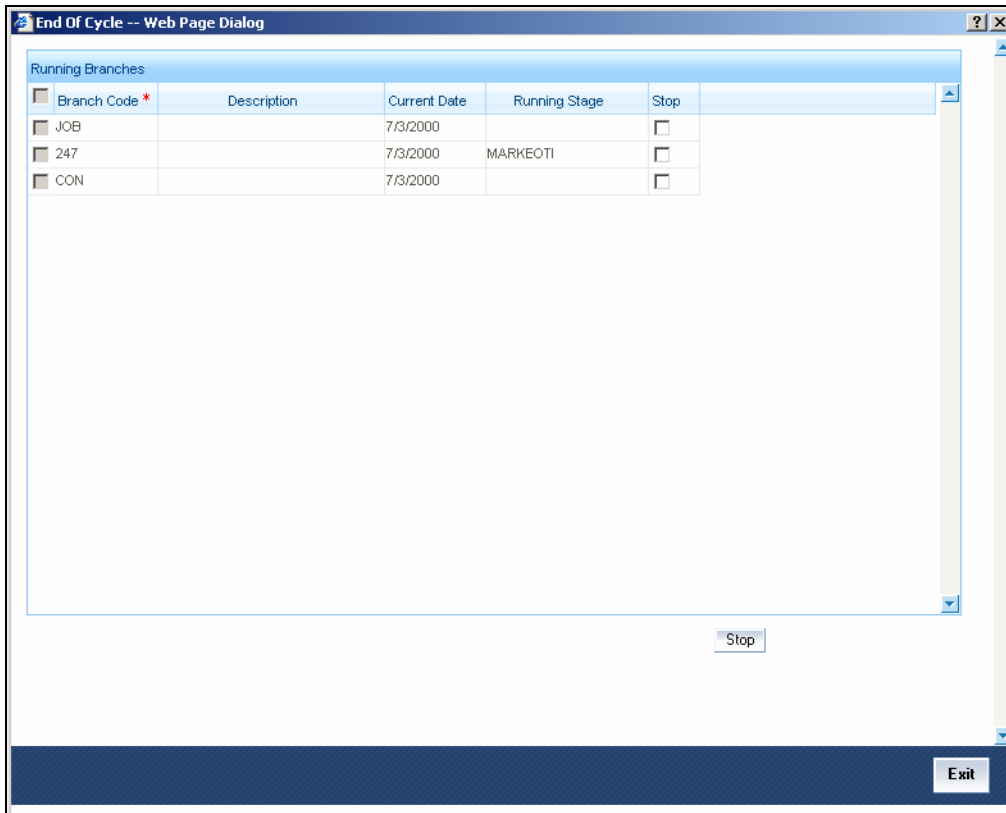 End Of Cycle -- Web Page Dialog
Running Branches
Branch Code * Description Current Date Running Stage Stop
JOB 7/3/2000
247 7/3/2000 MARKEOTI
CON 7/3/2000
Stop
Exit